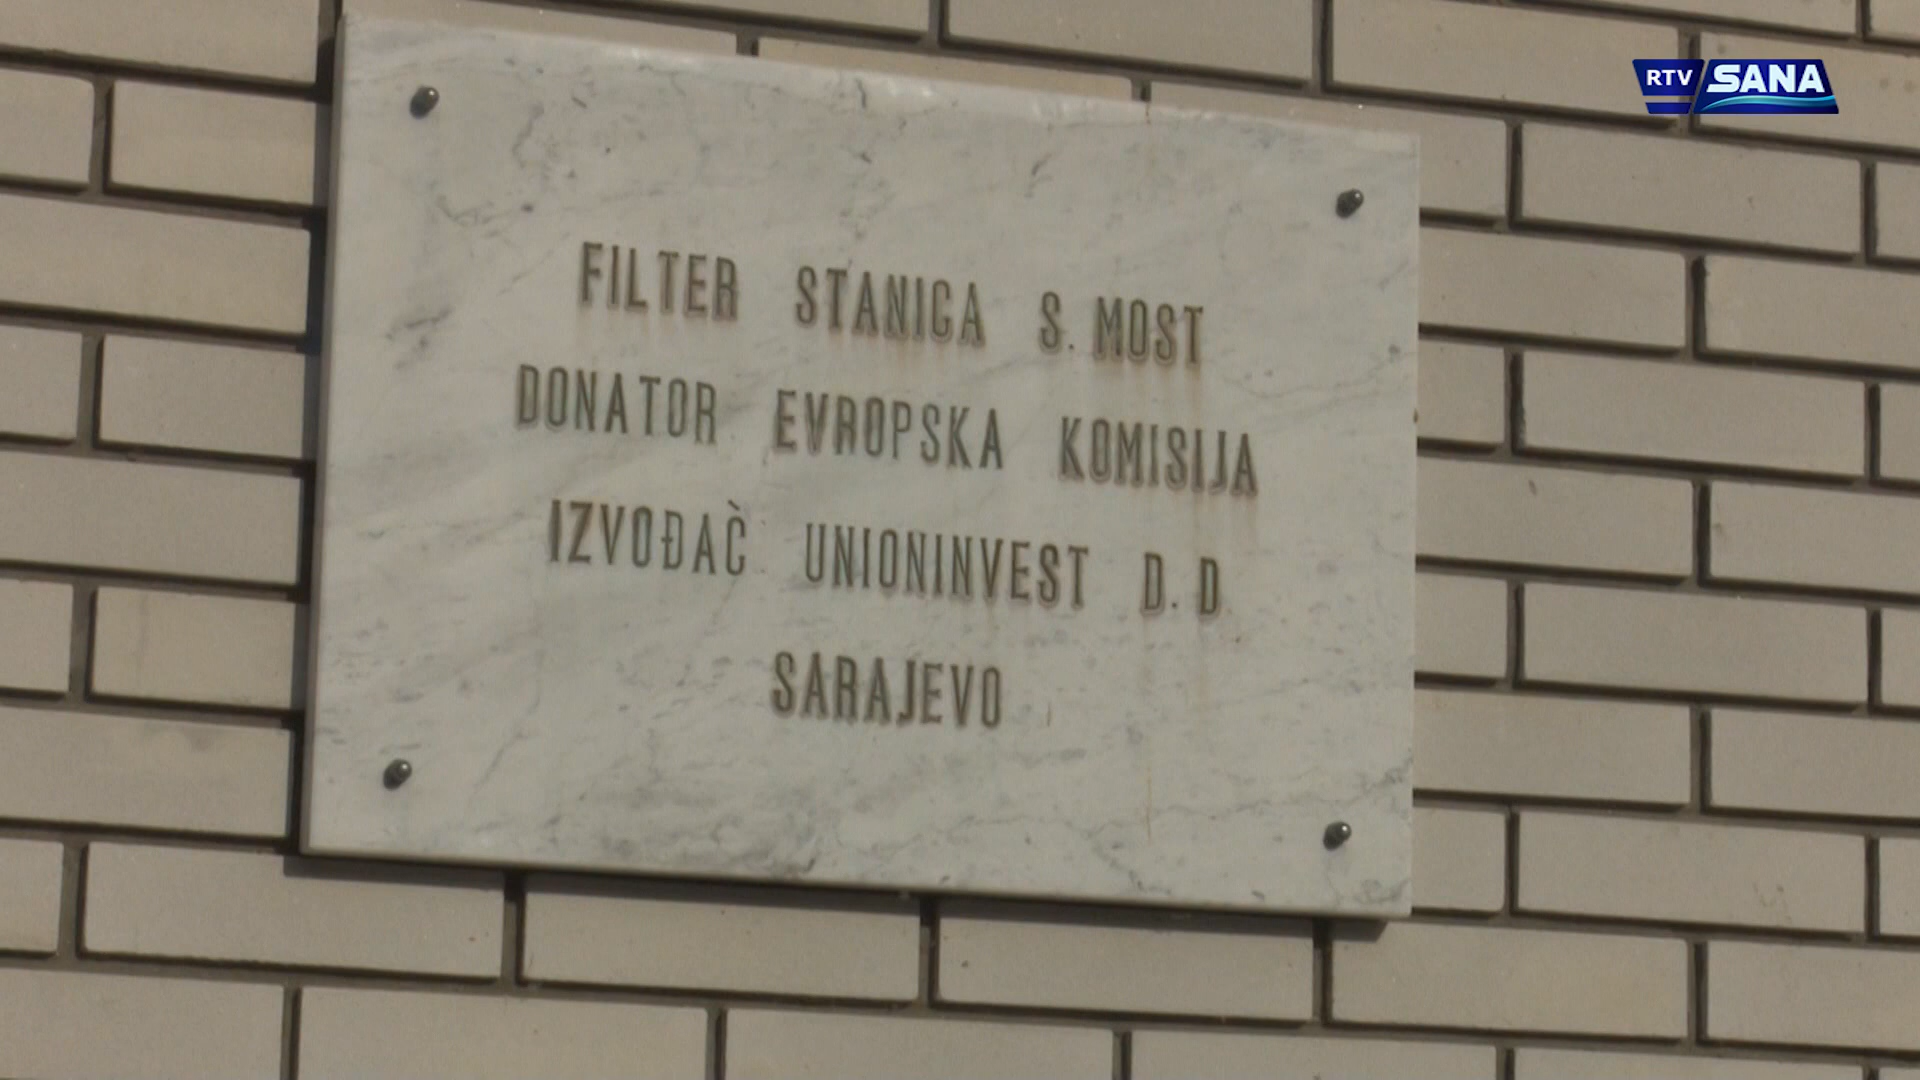 RTV SANA
FILTER STANICA S. MOST
DONATOR EVROPSKA KOMISIJA
IZVOĐAČ UNIONINVEST D. D
SARAJEVO